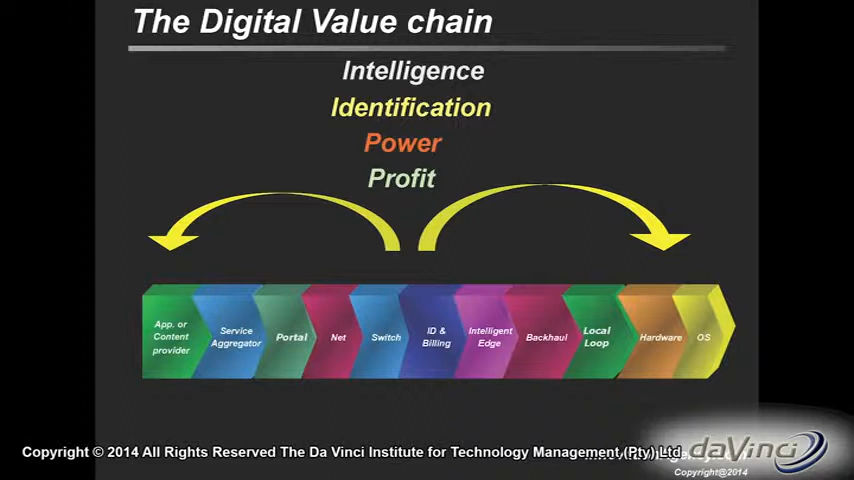 The Digital Value chain
Intelligence
Identification
Power
Profit
App. or
Content
provider
Service
Aggregator
Portal
Net
Switch
ID &
Billing
Intelligent
Edge
Backhaul
Local
Loop
Hardware
OS
Copyright © 2014 All Rights Reserved The Da Vinci Institute for Technology Management (Pty) Ltd
daVinci
Copyright@2014